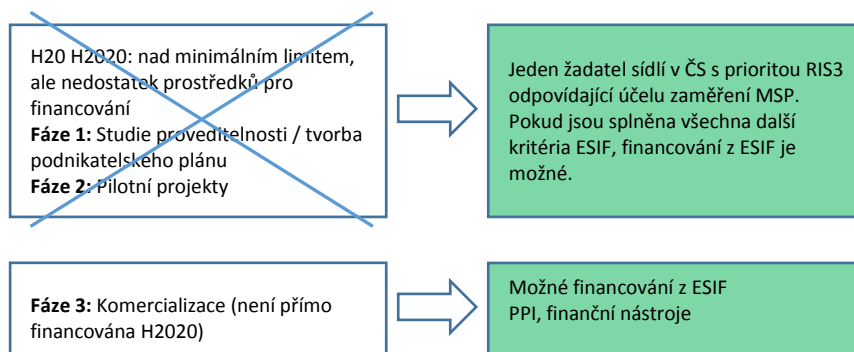 H20 H2020: nad minimálním limitem,
ale nedostatek prostředků pro
financování
Fáze 1: Studie proveditelnosti / tvorba
podnikatelského plánu
Fáze 2: Pilotní projekty
Jeden žadatel sídlí v ČS s prioritou RIS3
odpovídající účelu zaměření MSP.
Pokud jsou splněna všechna další
kritéria ESIF, financování z ESIF je
možné.
Fáze 3: Komercializace (není přímo
financována H2020)
Možné financování z ESIF
PPI, finanční nástroje